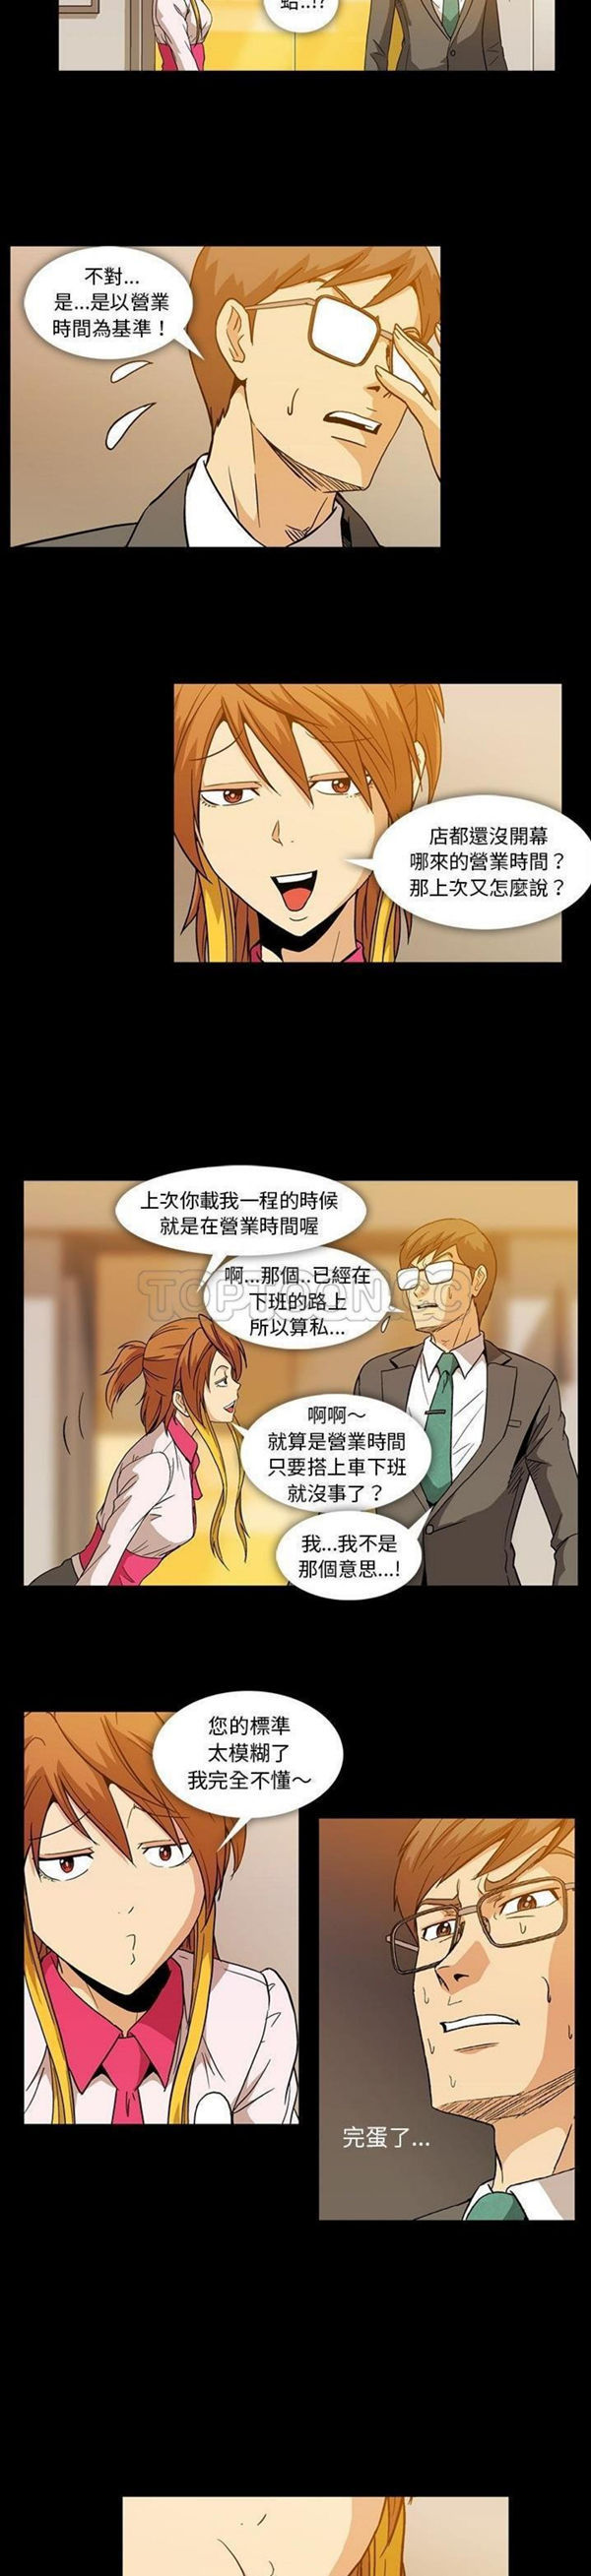 蛤..!?
不對...
是...是以營業
時間為基準！
店都還沒開幕
哪來的營業時間？
那上次又怎麼說？
上次你載我一程的時候
就是在營業時間喔
啊...那個..已經在
下班的路上
所以算私...
TOPTOON.CC
啊啊～
就算是營業時間
只要搭上車下班
就沒事了？
我...我不是
那個意思...!
您的標準
太模糊了
我完全不懂～
完蛋了...